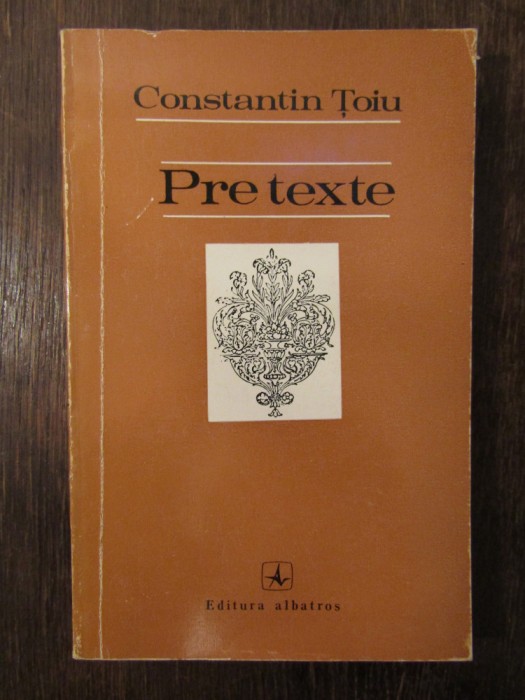 Constantin Țoiu
Pre texte
Editura albatros